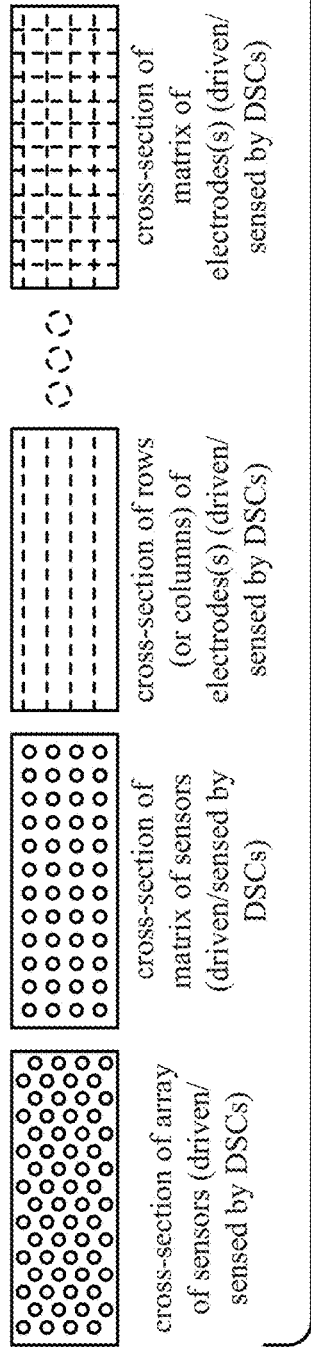 cross-section of array
of sensors (driven/
sensed by DSCs)
cross-section of
matrix of sensors
(driven/sensed by
DSCs)
cross-section of rows
(or columns) of
electrodes(s) (driven/
sensed by DSCs)
cross-section of
matrix of
electrodes(s) (driven/
sensed by DSCs)